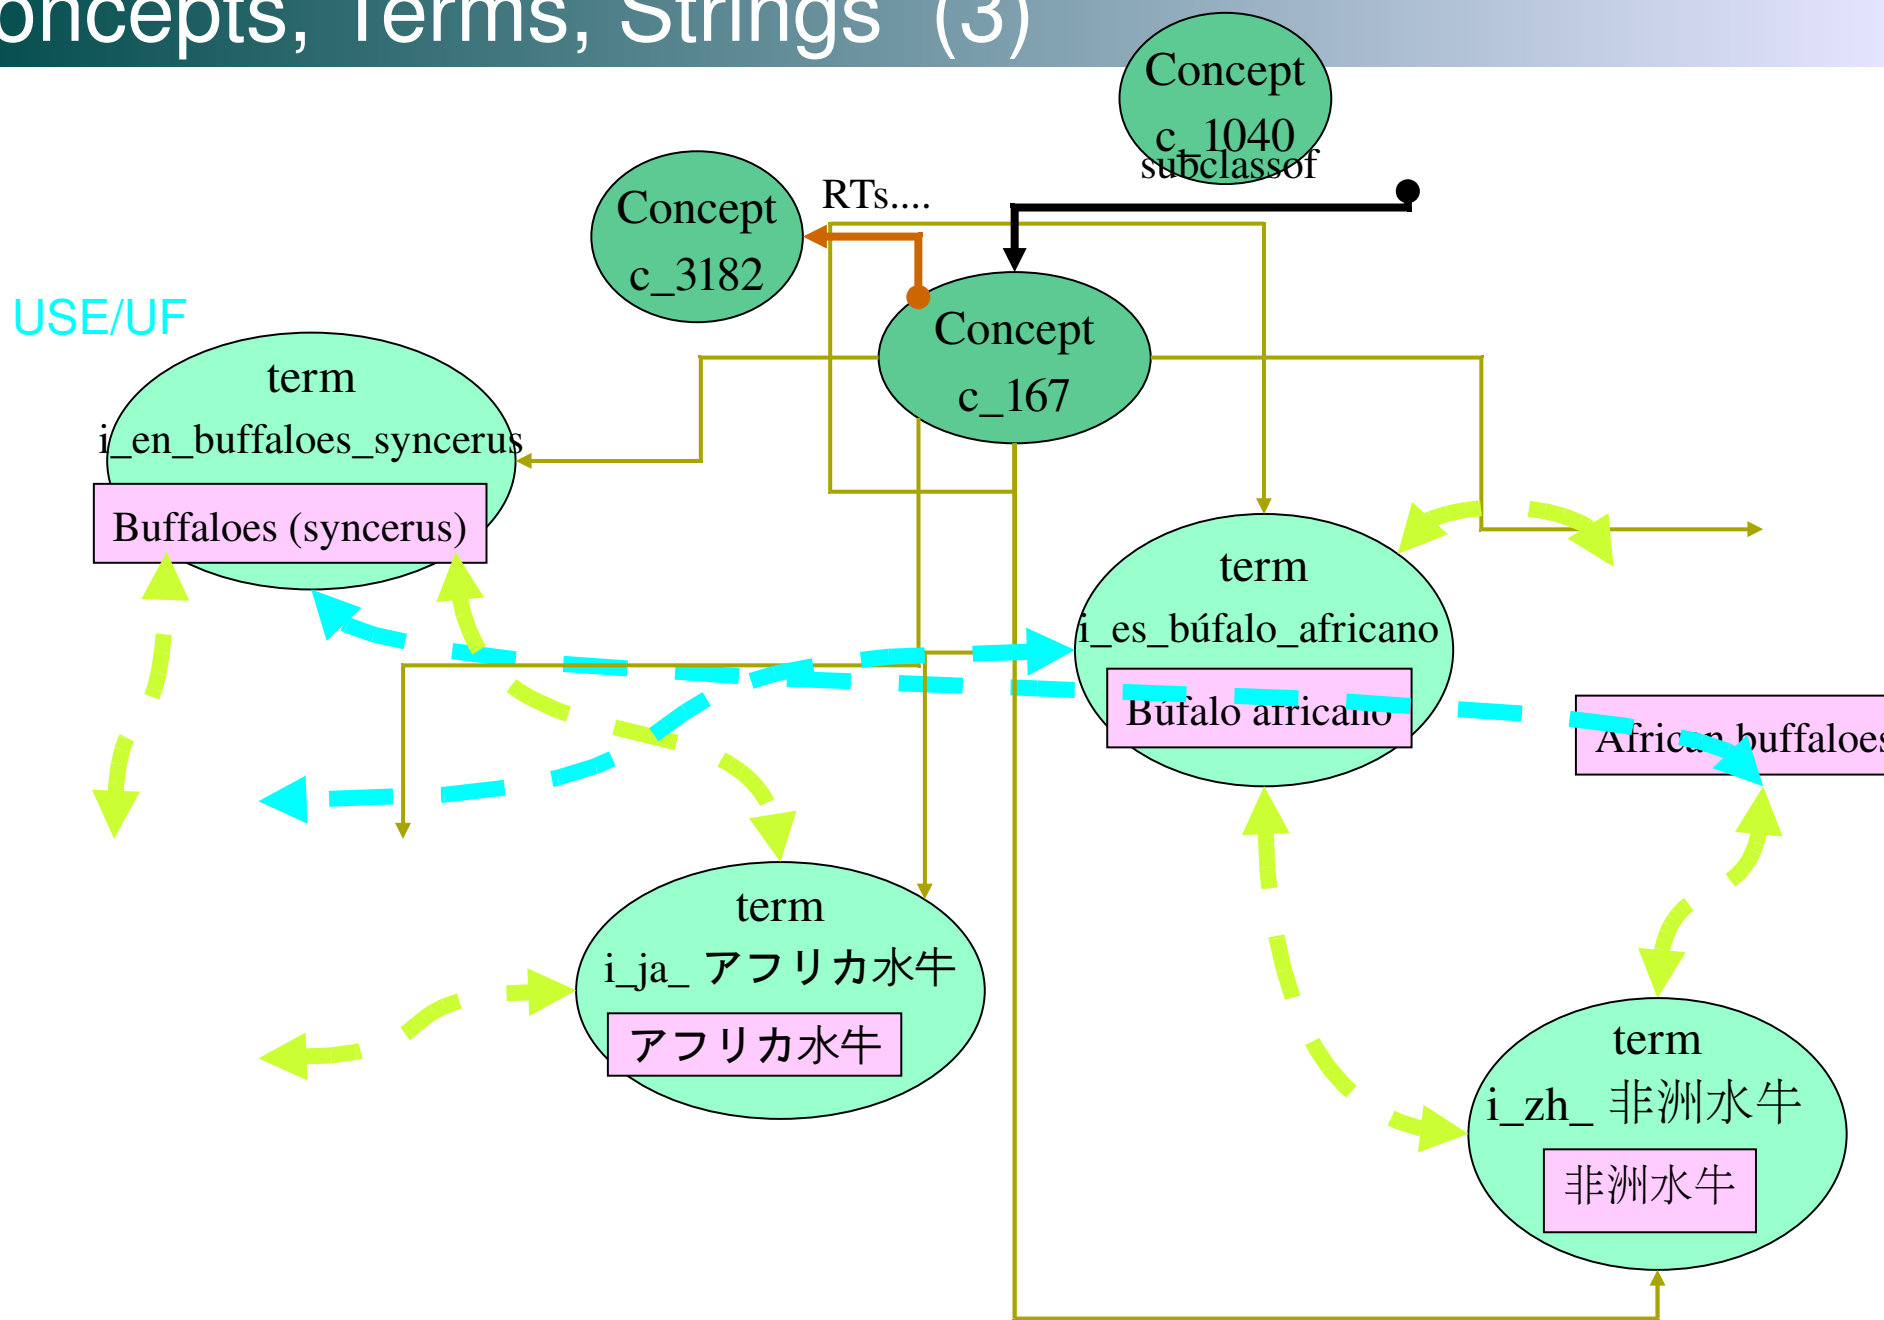 oncepts, Terms, Strings (3)
Concept
c_1040
subclassof
RTs....
Concept
c_3182
USE/UF
Concept
c_167
term
i_en_buffaloes_syncerus
Buffaloes (syncerus)
term
i_es_búfalo_africano
Búfalo africano
African buffaloes
term
i_ja_ アフリカ水牛
アフリカ水牛
term
i_zh_ 非洲水牛
非洲水牛